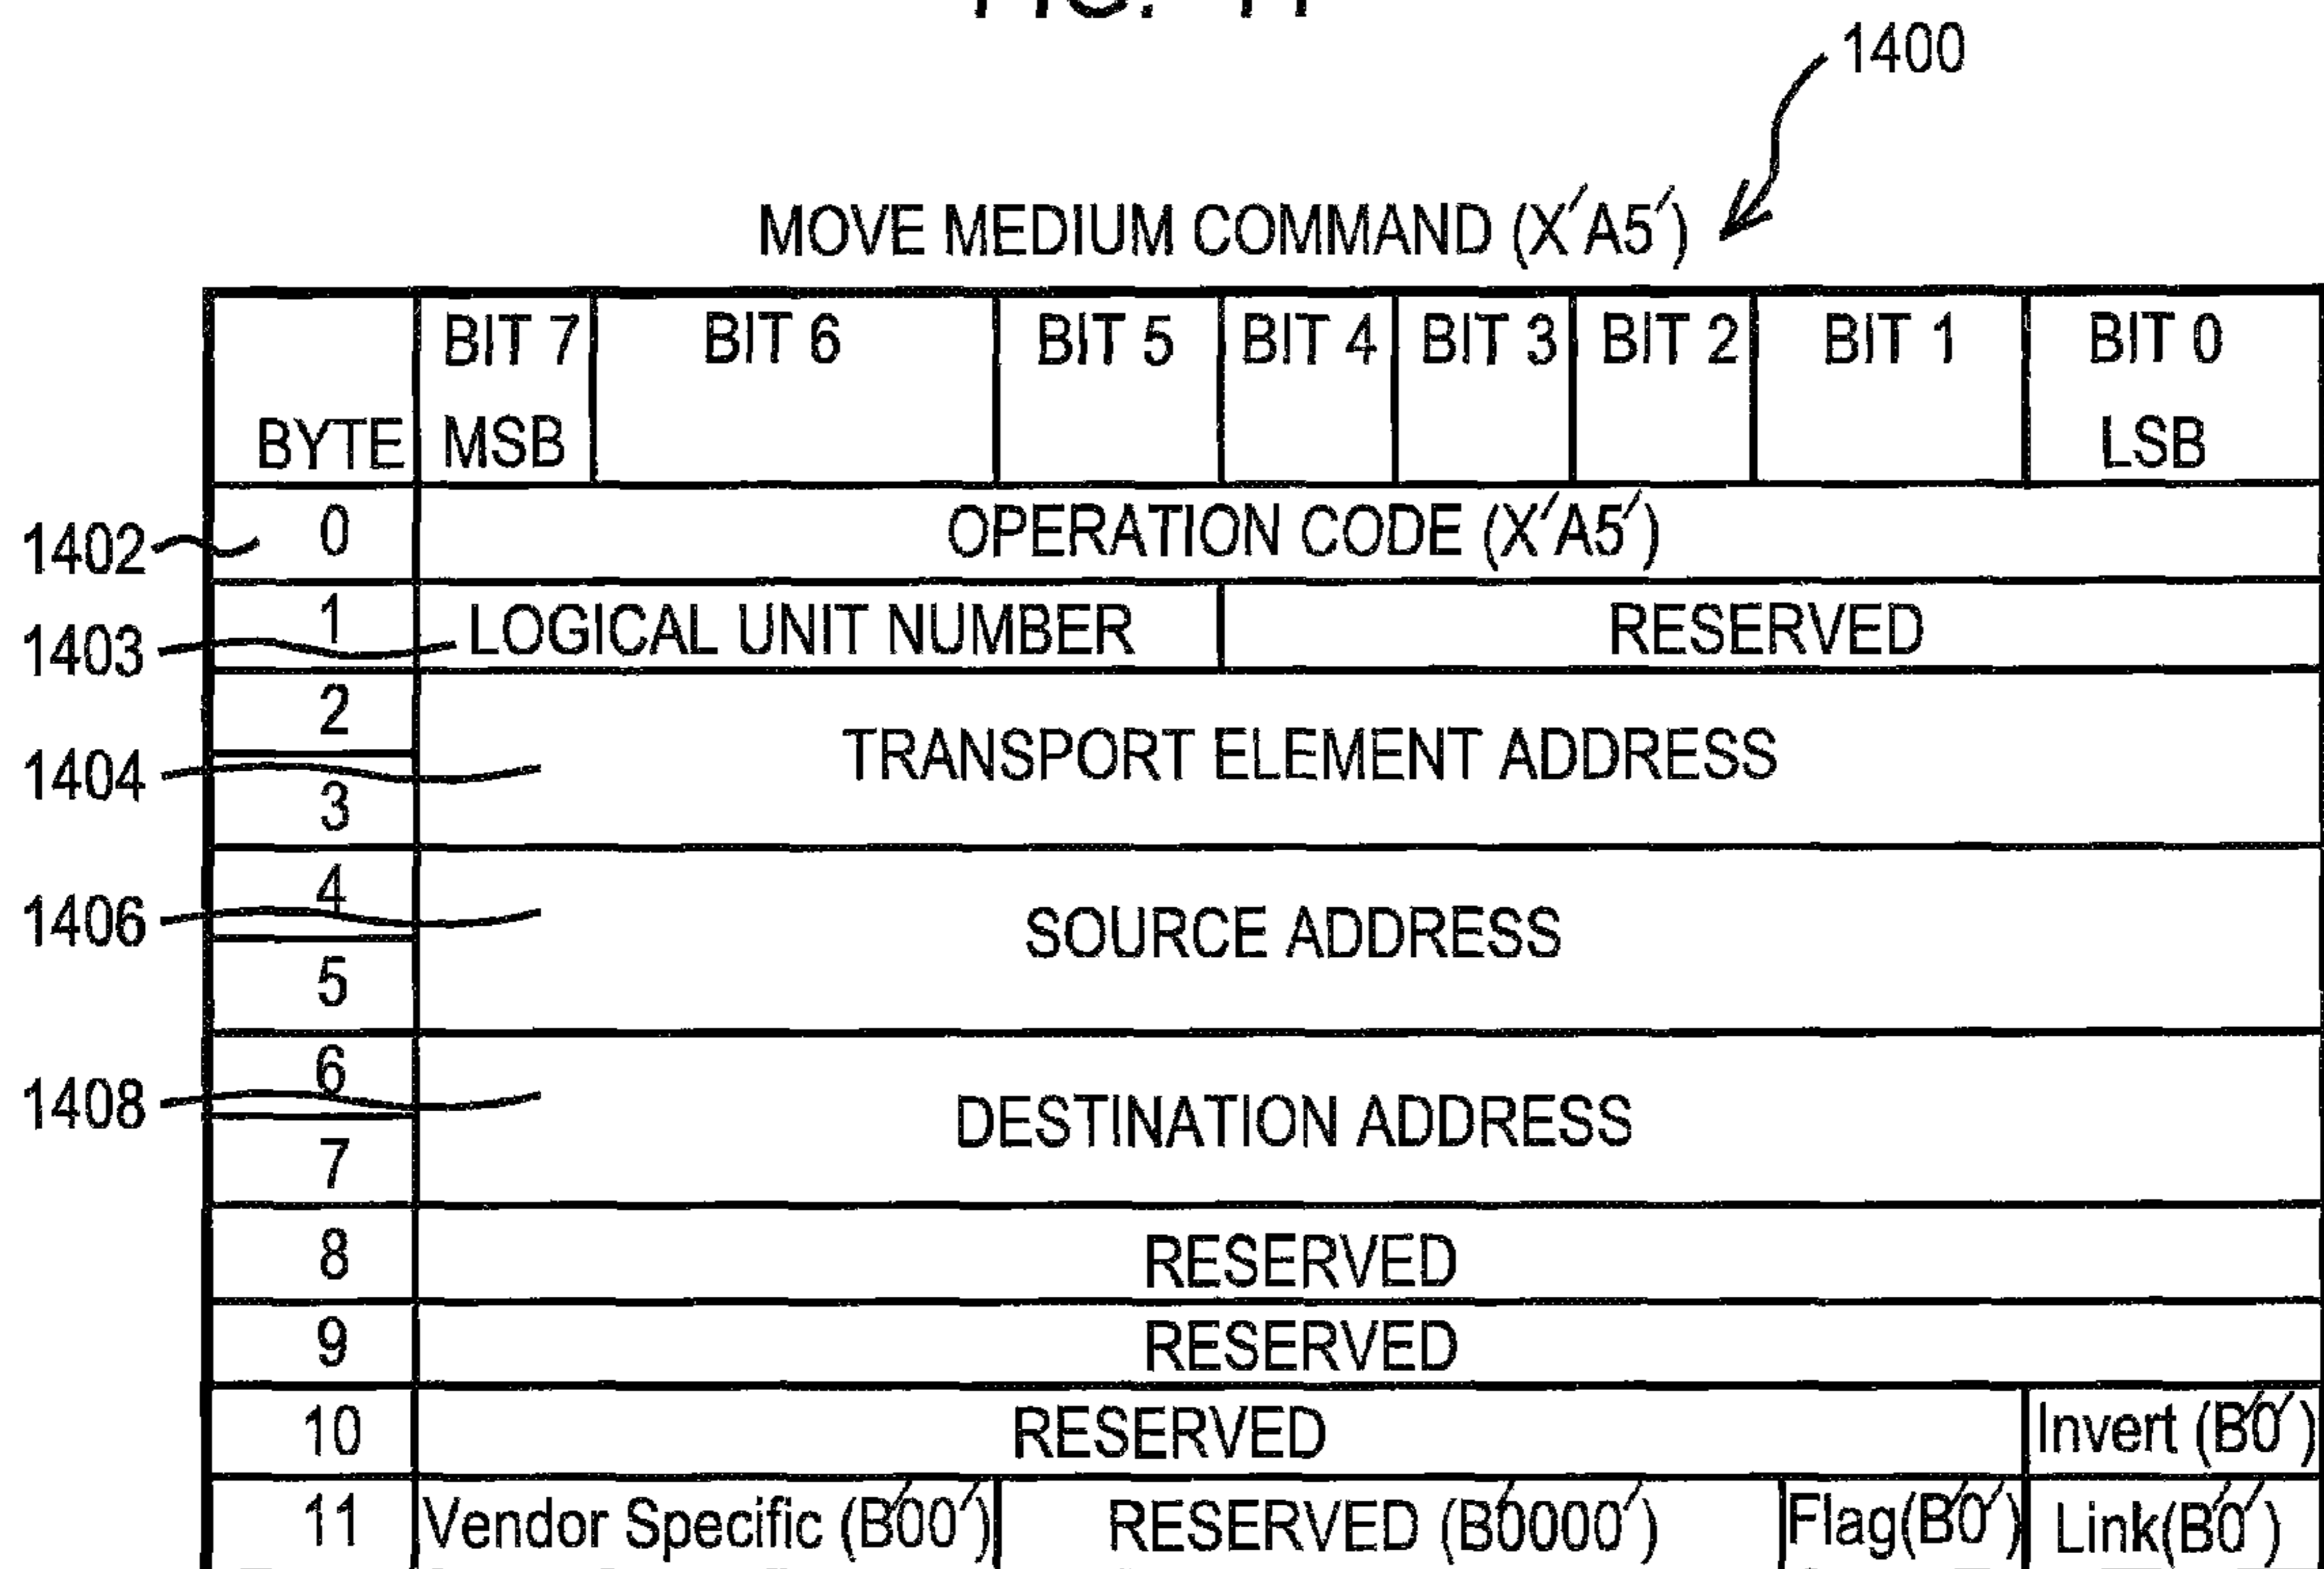 1400
MOVE MEDIUM COMMAND (X'A5')
BYTE BIT 7 MSB BIT 6 BIT 5 BIT 4 BIT 3 BIT 2 BIT 1 BIT 0 LSB
1402 0 OPERATION CODE (X'A5')
1403 1 LOGICAL UNIT NUMBER RESERVED
2
1404 TRANSPORT ELEMENT ADDRESS
3
4
1406 SOURCE ADDRESS
5
6
1408 DESTINATION ADDRESS
7
8 RESERVED
9 RESERVED
10 RESERVED Invert (B'0')
11 Vendor Specific (B'00') RESERVED (B'0000') Flag(B'0') Link(B'0')